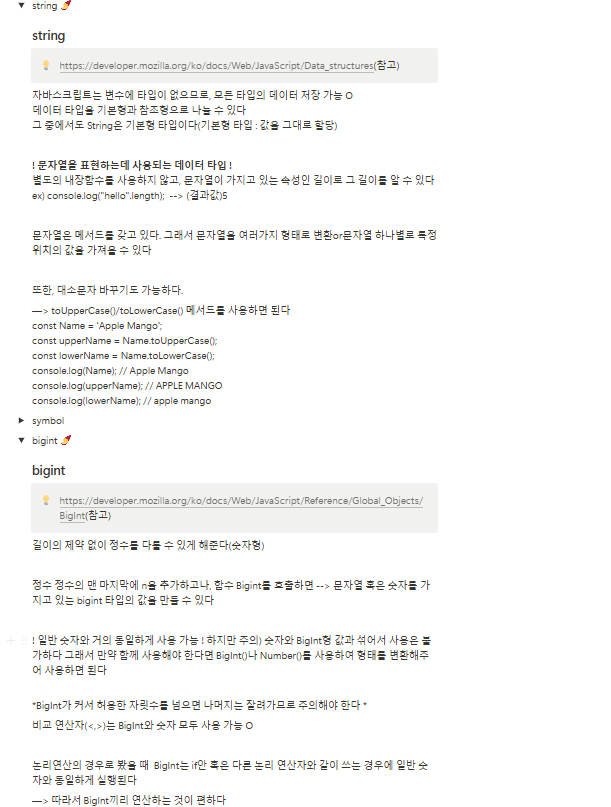 string
string
https://developer.mozilla.org/ko/docs/Web/JavaScript/Data_structures(참고)
자바스크립트는 변수에 타입이 없으므로, 모든 타입의 데이터 저장 가능 O
데이터 타입을 기본형과 참조형으로 나눌 수 있다
그 중에서도 String은 기본형 타입이다(기본형 타입 : 값을 그대로 할당)
! 문자열을 표현하는데 사용되는 데이터 타입 !
별도의 내장함수를 사용하지 않고, 문자열이 가지고 있는 속성인 길이로 그 길이를 알 수 있다
ex) console.log("hello".length); --> (결과값)5
문자열은 메서드를 갖고 있다. 그래서 문자열을 여러가지 형태로 변환or문자열 하나별로 특정
위치의 값을 가져올 수 있다
또한, 대소문자 바꾸기도 가능하다.
—> toUpperCase()/toLowerCase() 메서드를 사용하면 된다
const Name = 'Apple Mango';
const upperName = Name.toUpperCase();
const lowerName = Name.toLowerCase();
console.log(Name); // Apple Mango
console.log(upperName); // APPLE MANGO
console.log(lowerName); // apple mango
symbol
bigint
bigint
https://developer.mozilla.org/ko/docs/Web/JavaScript/Reference/Global_Objects/
BigInt(참고)
길이의 제약 없이 정수를 다룰 수 있게 해준다(숫자형)
정수 정수의 맨 마지막에 n을 추가하고나, 함수 Bigint를 호출하면 --> 문자열 혹은 숫자를 가
지고 있는 bigint 타입의 값을 만들 수 있다
! 일반 숫자와 거의 동일하게 사용 가능 ! 하지만 주의) 숫자와 BigInt형 값과 섞어서 사용은 불
가하다 그래서 만약 함께 사용해야 한다면 BigInt()나 Number()를 사용하여 형태를 변환해주
어 사용하면 된다
*BigInt가 커서 허용한 자릿수를 넘으면 나머지는 잘려가므로 주의해야 한다 *
비교 연산자(<,>)는 BigInt와 숫자 모두 사용 가능 O
논리연산의 경우로 봤을 때 BigInt는 if안 혹은 다른 논리 연산자와 같이 쓰는 경우에 일반 숫
자와 동일하게 실행된다
—> 따라서 BigInt끼리 연산하는 것이 편하다